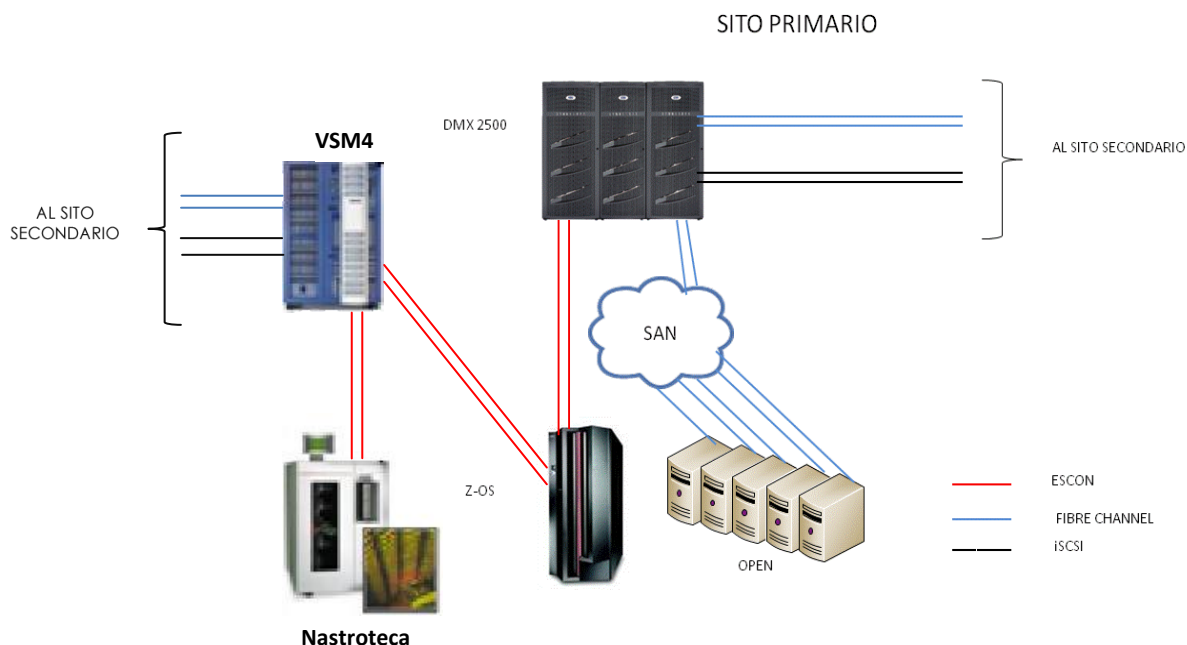 SITO PRIMARIO
DMX 2500
VSM4
AL SITO SECONDARIO
AL SITO
SECONDARIO
SAN
Z-OS
ESCON
FIBRE CHANNEL
iSCSI
OPEN
Nastroteca